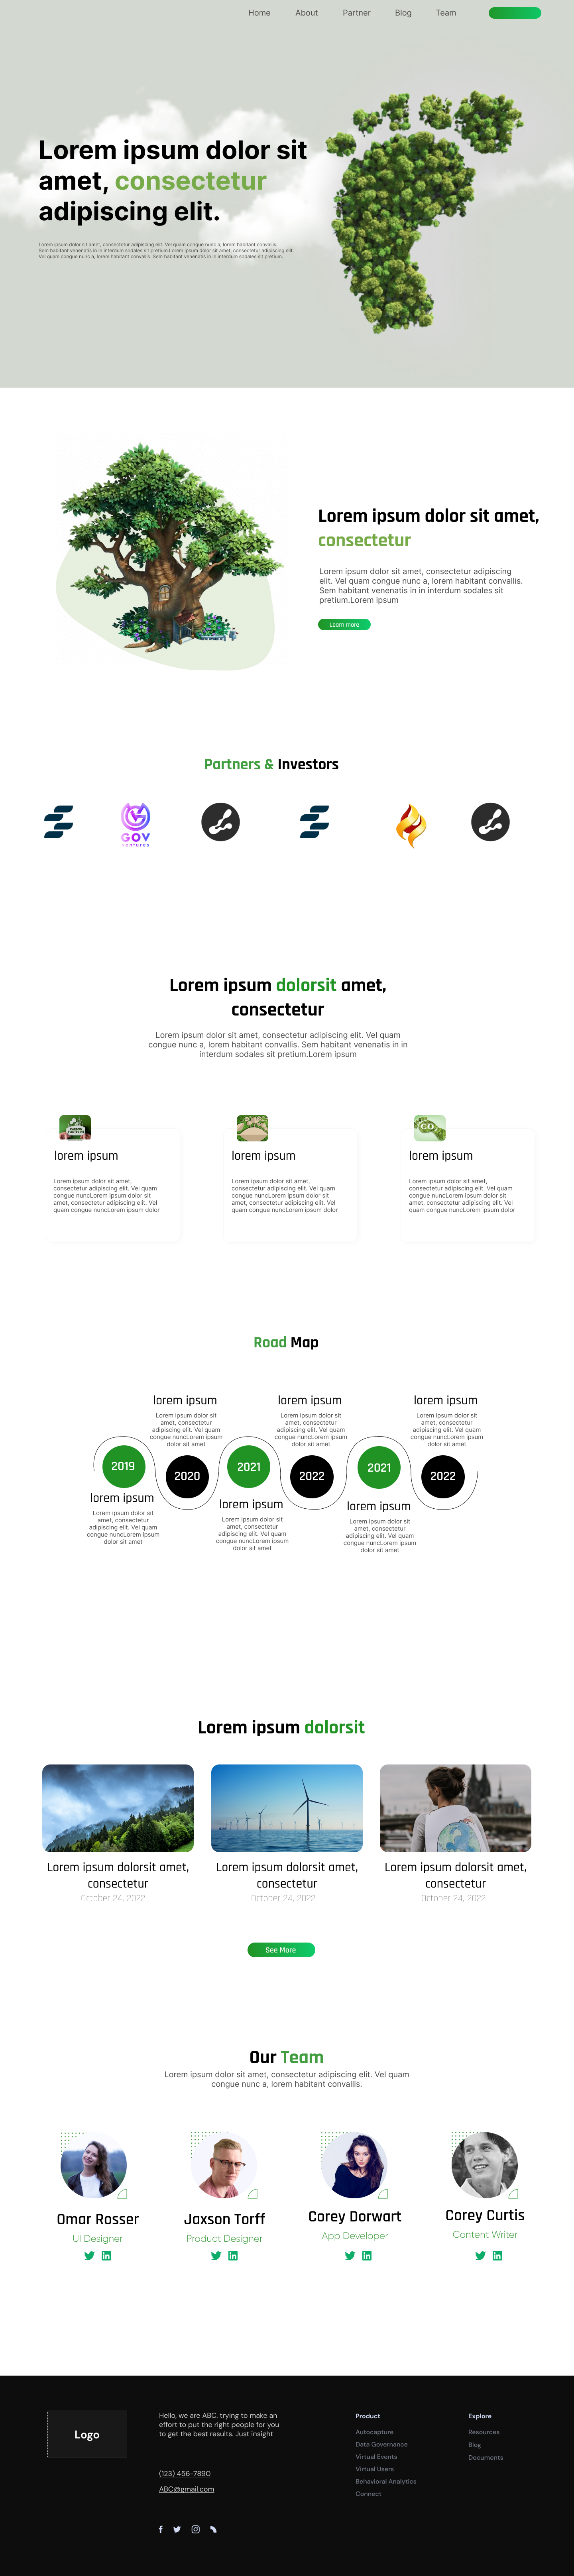 Home About Partner Blog Team
Lorem ipsum dolor sit
amet, consectetur
adipiscing elit.
Lorem ipsum dolor sit amet, consectetur adipiscing elit. Vel quam congue nunc a, lorem habitant convallis.
Sem habitant venenatis in in interdum sodales sit pretium.Lorem ipsum dolor sit amet, consectetur adipiscing elit.
Vel quam congue nunc a, lorem habitant convallis. Sem habitant venenatis in in interdum sodales sit pretium.
Lorem ipsum dolor sit amet,
consectetur
Lorem ipsum dolor sit amet, consectetur adipiscing
elit. Vel quam congue nunc a, lorem habitant convallis.
Sem habitant venenatis in in interdum sodales sit
pretium.Lorem ipsum
Learn more
Partners & Investors
GOV
ventures
Lorem ipsum dolorsit amet,
consectetur
Lorem ipsum dolor sit amet, consectetur adipiscing elit. Vel quam
congue nunc a, lorem habitant convallis. Sem habitant venenatis in in
interdum sodales sit pretium.Lorem ipsum
lorem ipsum
Lorem ipsum dolor sit amet,
consectetur adipiscing elit. Vel quam
congue nuncLorem ipsum dolor sit
amet, consectetur adipiscing elit. Vel
quam congue nuncLorem ipsum dolor
lorem ipsum
Lorem ipsum dolor sit amet,
consectetur adipiscing elit. Vel quam
congue nuncLorem ipsum dolor sit
amet, consectetur adipiscing elit. Vel
quam congue nuncLorem ipsum dolor
CO
lorem ipsum
Lorem ipsum dolor sit amet,
consectetur adipiscing elit. Vel quam
congue nuncLorem ipsum dolor sit
amet, consectetur adipiscing elit. Vel
quam congue nuncLorem ipsum dolor
Road Map
2019
lorem ipsum
Lorem ipsum dolor sit
amet, consectetur
adipiscing elit. Vel quam
congue nuncLorem ipsum
dolor sit amet
lorem ipsum
Lorem ipsum dolor sit
amet, consectetur
adipiscing elit. Vel quam
congue nuncLorem ipsum
dolor sit amet
2020
2021
lorem ipsum
Lorem ipsum dolor sit
amet, consectetur
adipiscing elit. Vel quam
congue nuncLorem ipsum
dolor sit amet
lorem ipsum
Lorem ipsum dolor sit
amet, consectetur
adipiscing elit. Vel quam
congue nuncLorem ipsum
dolor sit amet
2022
2021
lorem ipsum
Lorem ipsum dolor sit
amet, consectetur
adipiscing elit. Vel quam
congue nuncLorem ipsum
dolor sit amet
lorem ipsum
Lorem ipsum dolor sit
amet, consectetur
adipiscing elit. Vel quam
congue nuncLorem ipsum
dolor sit amet
2022
Lorem ipsum dolorsit
Lorem ipsum dolorsit amet,
consectetur
October 24, 2022
Lorem ipsum dolorsit amet,
consectetur
October 24, 2022
Lorem ipsum dolorsit amet,
consectetur
October 24, 2022
See More
Our Team
Lorem ipsum dolor sit amet, consectetur adipiscing elit. Vel quam
congue nunc a, lorem habitant convallis.
Omar Rosser
UI Designer
Jaxson Torff
Product Designer
Corey Dorwart
App Developer
Corey Curtis
Content Writer
Logo
Hello, we are ABC. trying to make an
effort to put the right people for you
to get the best results. Just insight
(123) 456-7890
ABC@gmail.com
Product
Autocapture
Data Governance
Virtual Events
Virtual Users
Behavioral Analytics
Connect
Explore
Resources
Blog
Documents